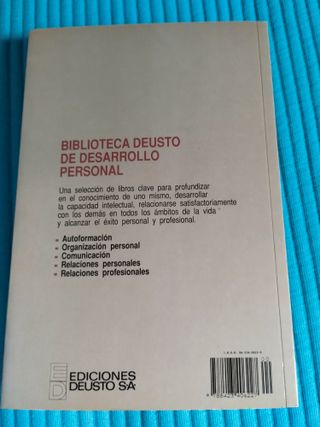 BIBLIOTECA DEUSTO
DE DESARROLLO
PERSONAL
Una selección de libros clave para profundizar
en el conocimiento de uno mismo, desarrollar
la capacidad intelectual, relacionarse satisfactoriamente
con los demás en todos los ámbitos de la vida
y alcanzar el éxito personal y profesional.
Autoformación
Organización personal
Comunicación
Relaciones personales
Relaciones profesionales
ED
EDICIONES
DEUSTO SA